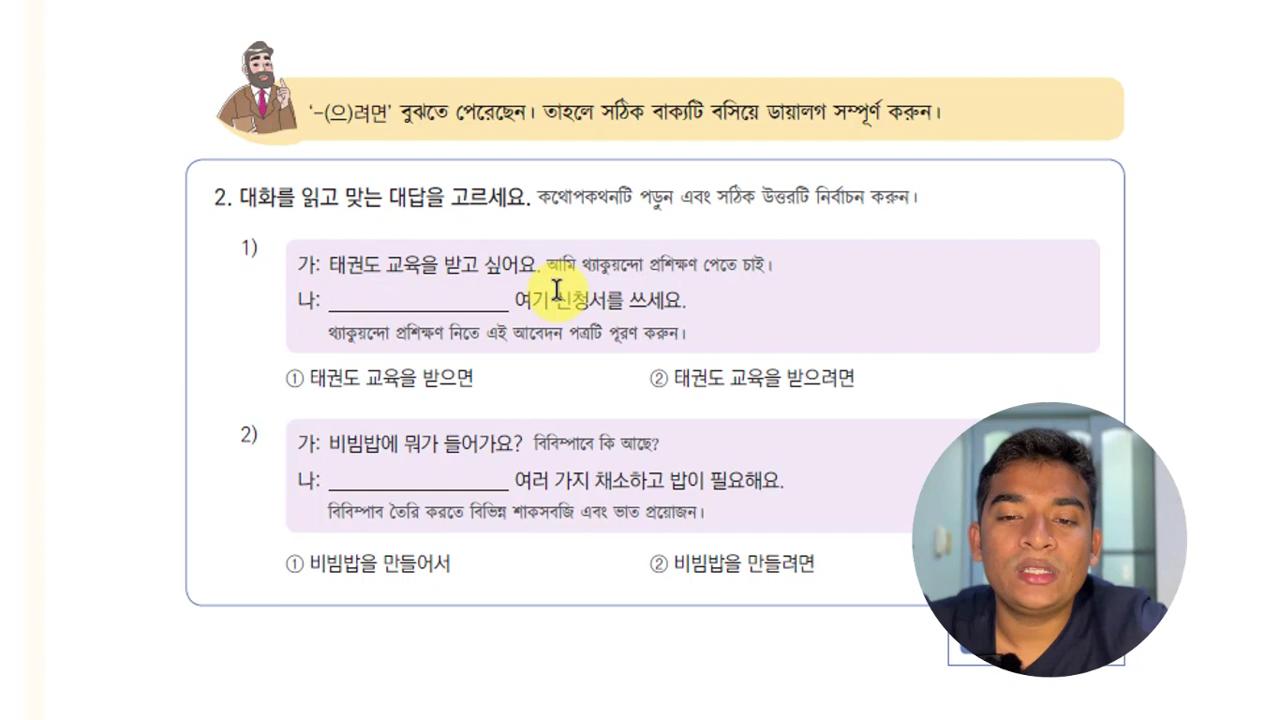 '-(으)려면' বুঝতে পেরেছেন। তাহলে সঠিক বাক্যটি বসিয়ে ডায়ালগ সম্পূর্ণ করুন।
2. 대화를 읽고 맞는 대답을 고르세요. কথোপকথনটি পড়ুন এবং সঠিক উত্তরটি নির্বাচন করুন।
1)
가: 태권도 교육을 받고 싶어요. আমি থ্যাকুয়ন্দো প্রশিক্ষণ পেতে চাই।
나: ____________ 여기 신청서를 쓰세요.
থ্যাকুয়ন্দো প্রশিক্ষণ নিতে এই আবেদন পত্রটি পূরণ করুন।
① 태권도 교육을 받으면 ② 태권도 교육을 받으려면
2)
가: 비빔밥에 뭐가 들어가요? বিবিম্পাবে কি আছে?
나: ____________ 여러 가지 채소하고 밥이 필요해요.
বিবিম্পাব তৈরি করতে বিভিন্ন শাকসবজি এবং ভাত প্রয়োজন।
① 비빔밥을 만들어서 ② 비빔밥을 만들려면